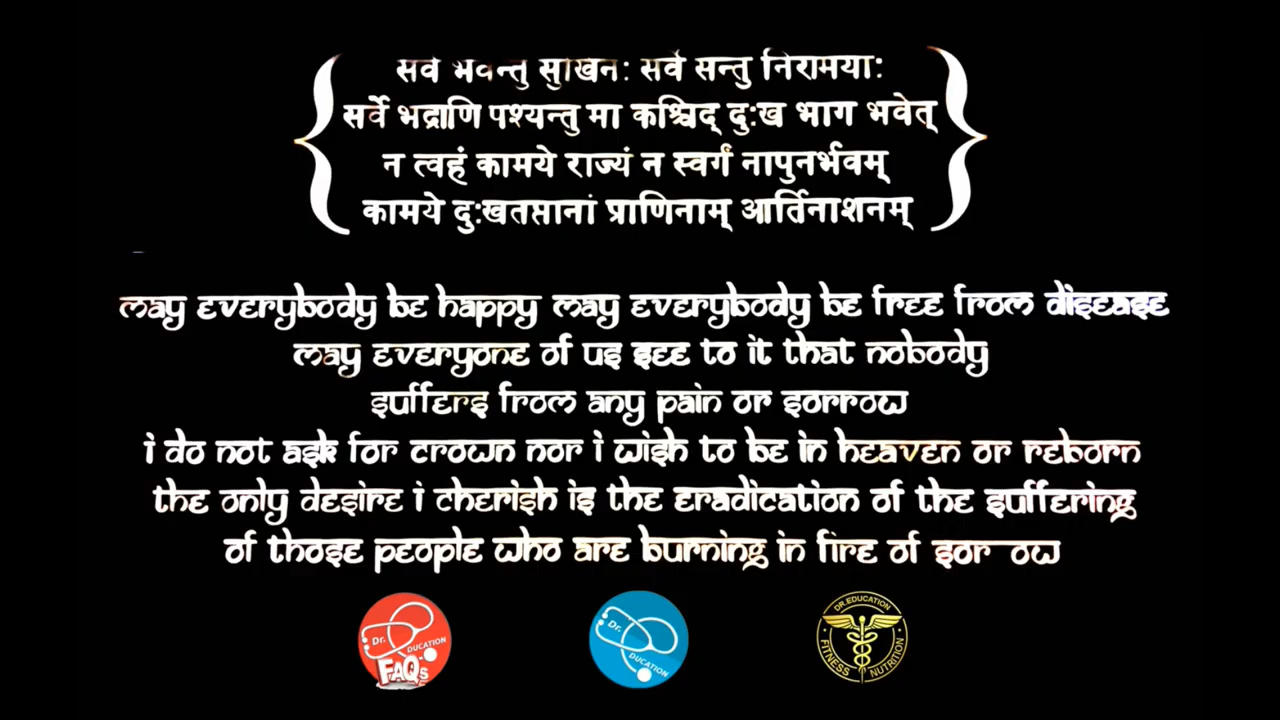 सर्वे भवन्तु सुखिन: सर्वे सन्तु निरामया:
सर्वे भद्राणि पश्यन्तु मा कश्चिद् दु:ख भाग भवेत्
न त्वहं कामये राज्यं न स्वर्गं नापुनर्भवम्
कामये दु:खतप्तानां प्राणिनाम् आर्तिनाशनम्
may everybody be happy may everybody be free from disease
may everyone of us see to it that nobody
suffers from any pain or sorrow
i do not ask for crown nor i wish to be in heaven or reborn
the only desire i cherish is the eradication of the suffering
of those people who are burning in fire of sor ow
Dr. DUCATION FAQs
Dr. DUCATION
DR.EDUCATION FITNESS NUTRITION